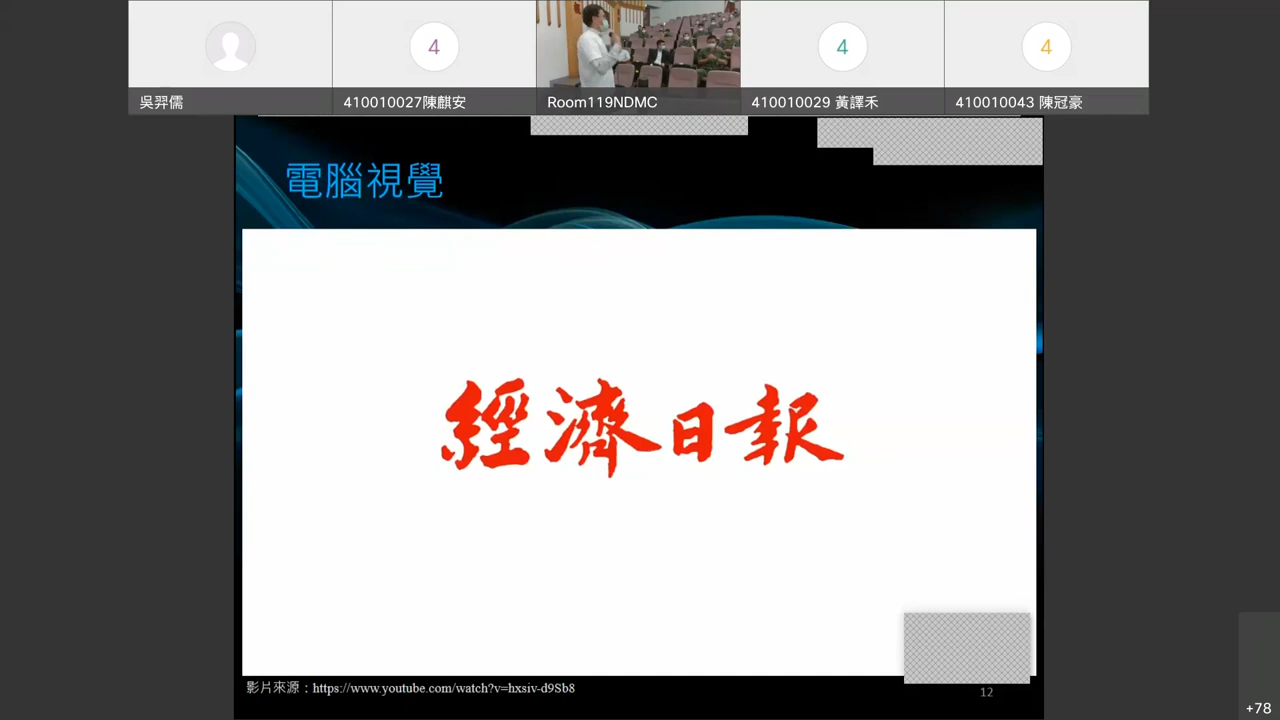 4
4
4
吳羿儒
410010027陳麒安
Room119NDMC
410010029 黃譯禾
410010043 陳冠豪
電腦視覺
經濟日報
影片來源：https://www.youtube.com/watch?v=hxsiv-d9Sb8
12
+78